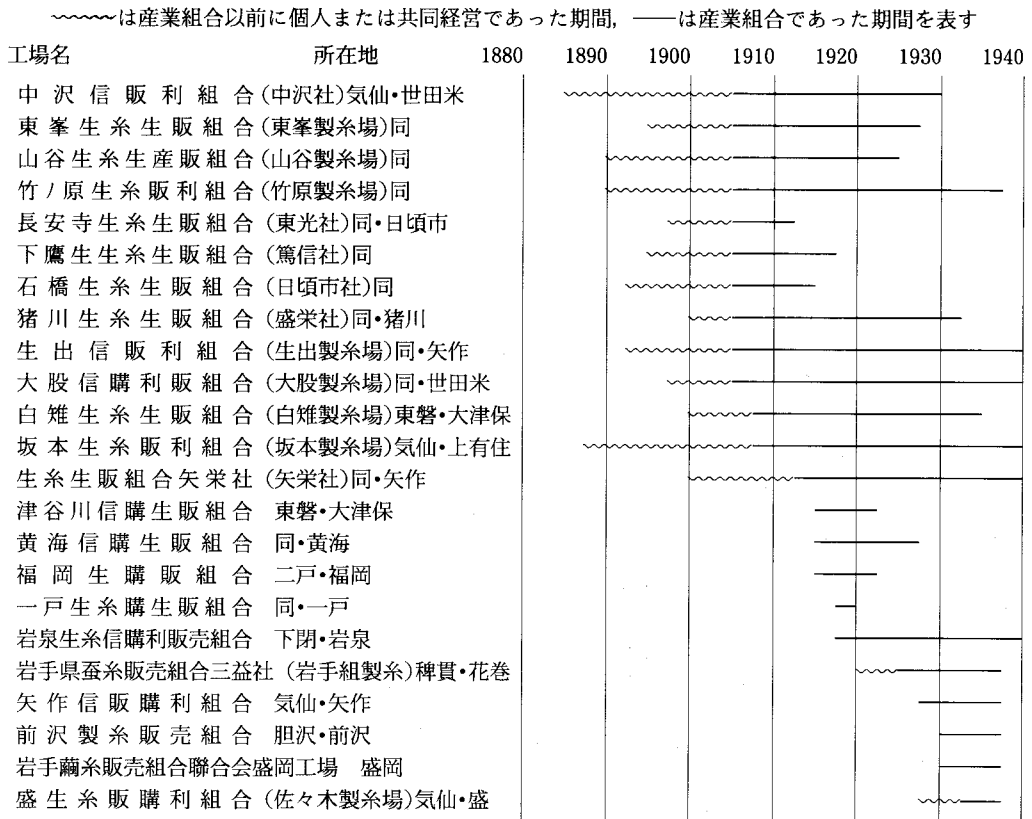 ～～～は産業組合以前に個人または共同経営であった期間，——は産業組合であった期間を表す
工場名 所在地 1880 1890 1900 1910 1920 1930 1940
中沢信販利組合(中沢社)気仙・世田米
東峯生糸生販組合(東峯製糸場)同
山谷生糸生産販組合(山谷製糸場)同
竹ノ原生糸販利組合(竹原製糸場)同
長安寺生糸生販組合(東光社)同・日頃市
下鷹生生糸生販組合(篤信社)同
石橋生糸生販組合(日頃市社)同
猪川生糸生販組合(盛栄社)同・猪川
生出信販利組合(生出製糸場)同・矢作
大股信購利販組合(大股製糸場)同・世田米
白雉生糸生販組合(白雉製糸場)東磐・大津保
坂本生糸販利組合(坂本製糸場)気仙・上有住
生糸生販組合矢栄社(矢栄社)同・矢作
津谷川信購生販組合 東磐・大津保
黄海信購生販組合 同・黄海
福岡生購販組合 二戸・福岡
一戸生糸購生販組合 同・一戸
岩泉生糸信購利販売組合 下閉・岩泉
岩手県蚕糸販売組合三益社(岩手組製糸)稗貫・花巻
矢作信販購利組合 気仙・矢作
前沢製糸販売組合 胆沢・前沢
岩手繭糸販売組合聯合会盛岡工場 盛岡
盛生糸販購利組合(佐々木製糸場)気仙・盛